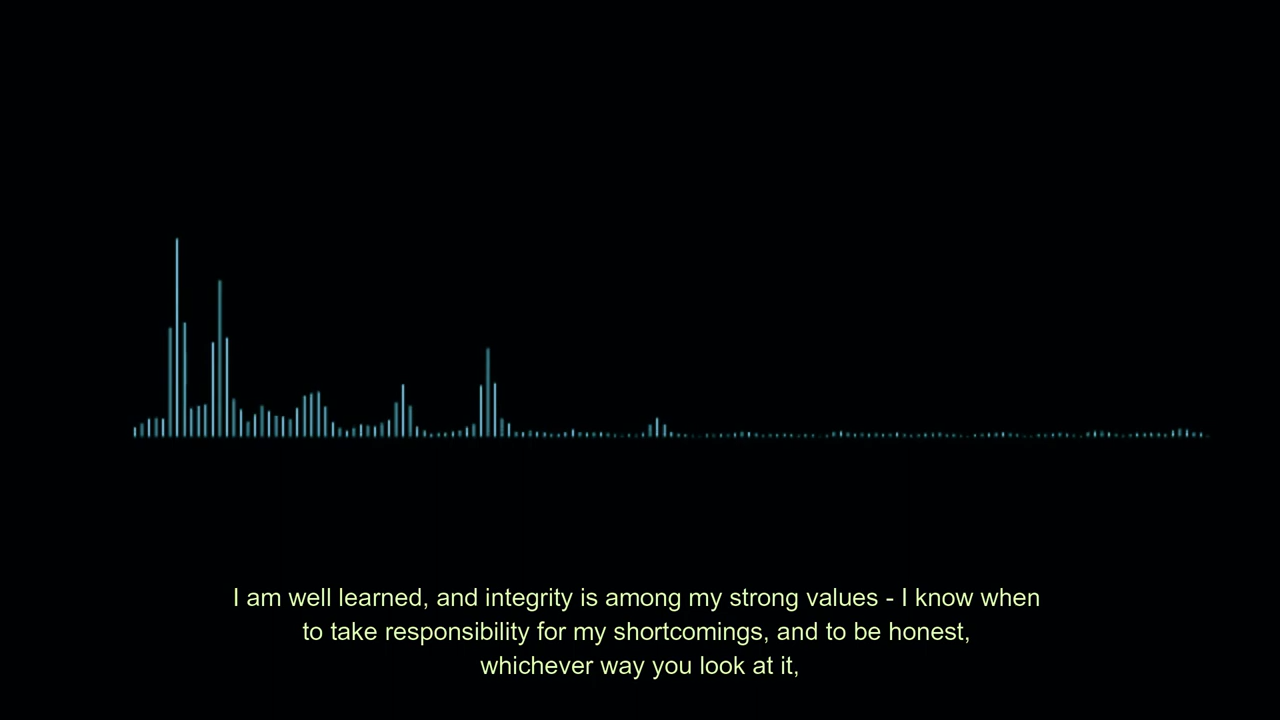 I am well learned, and integrity is among my strong values - I know when
to take responsibility for my shortcomings, and to be honest,
whichever way you look at it,